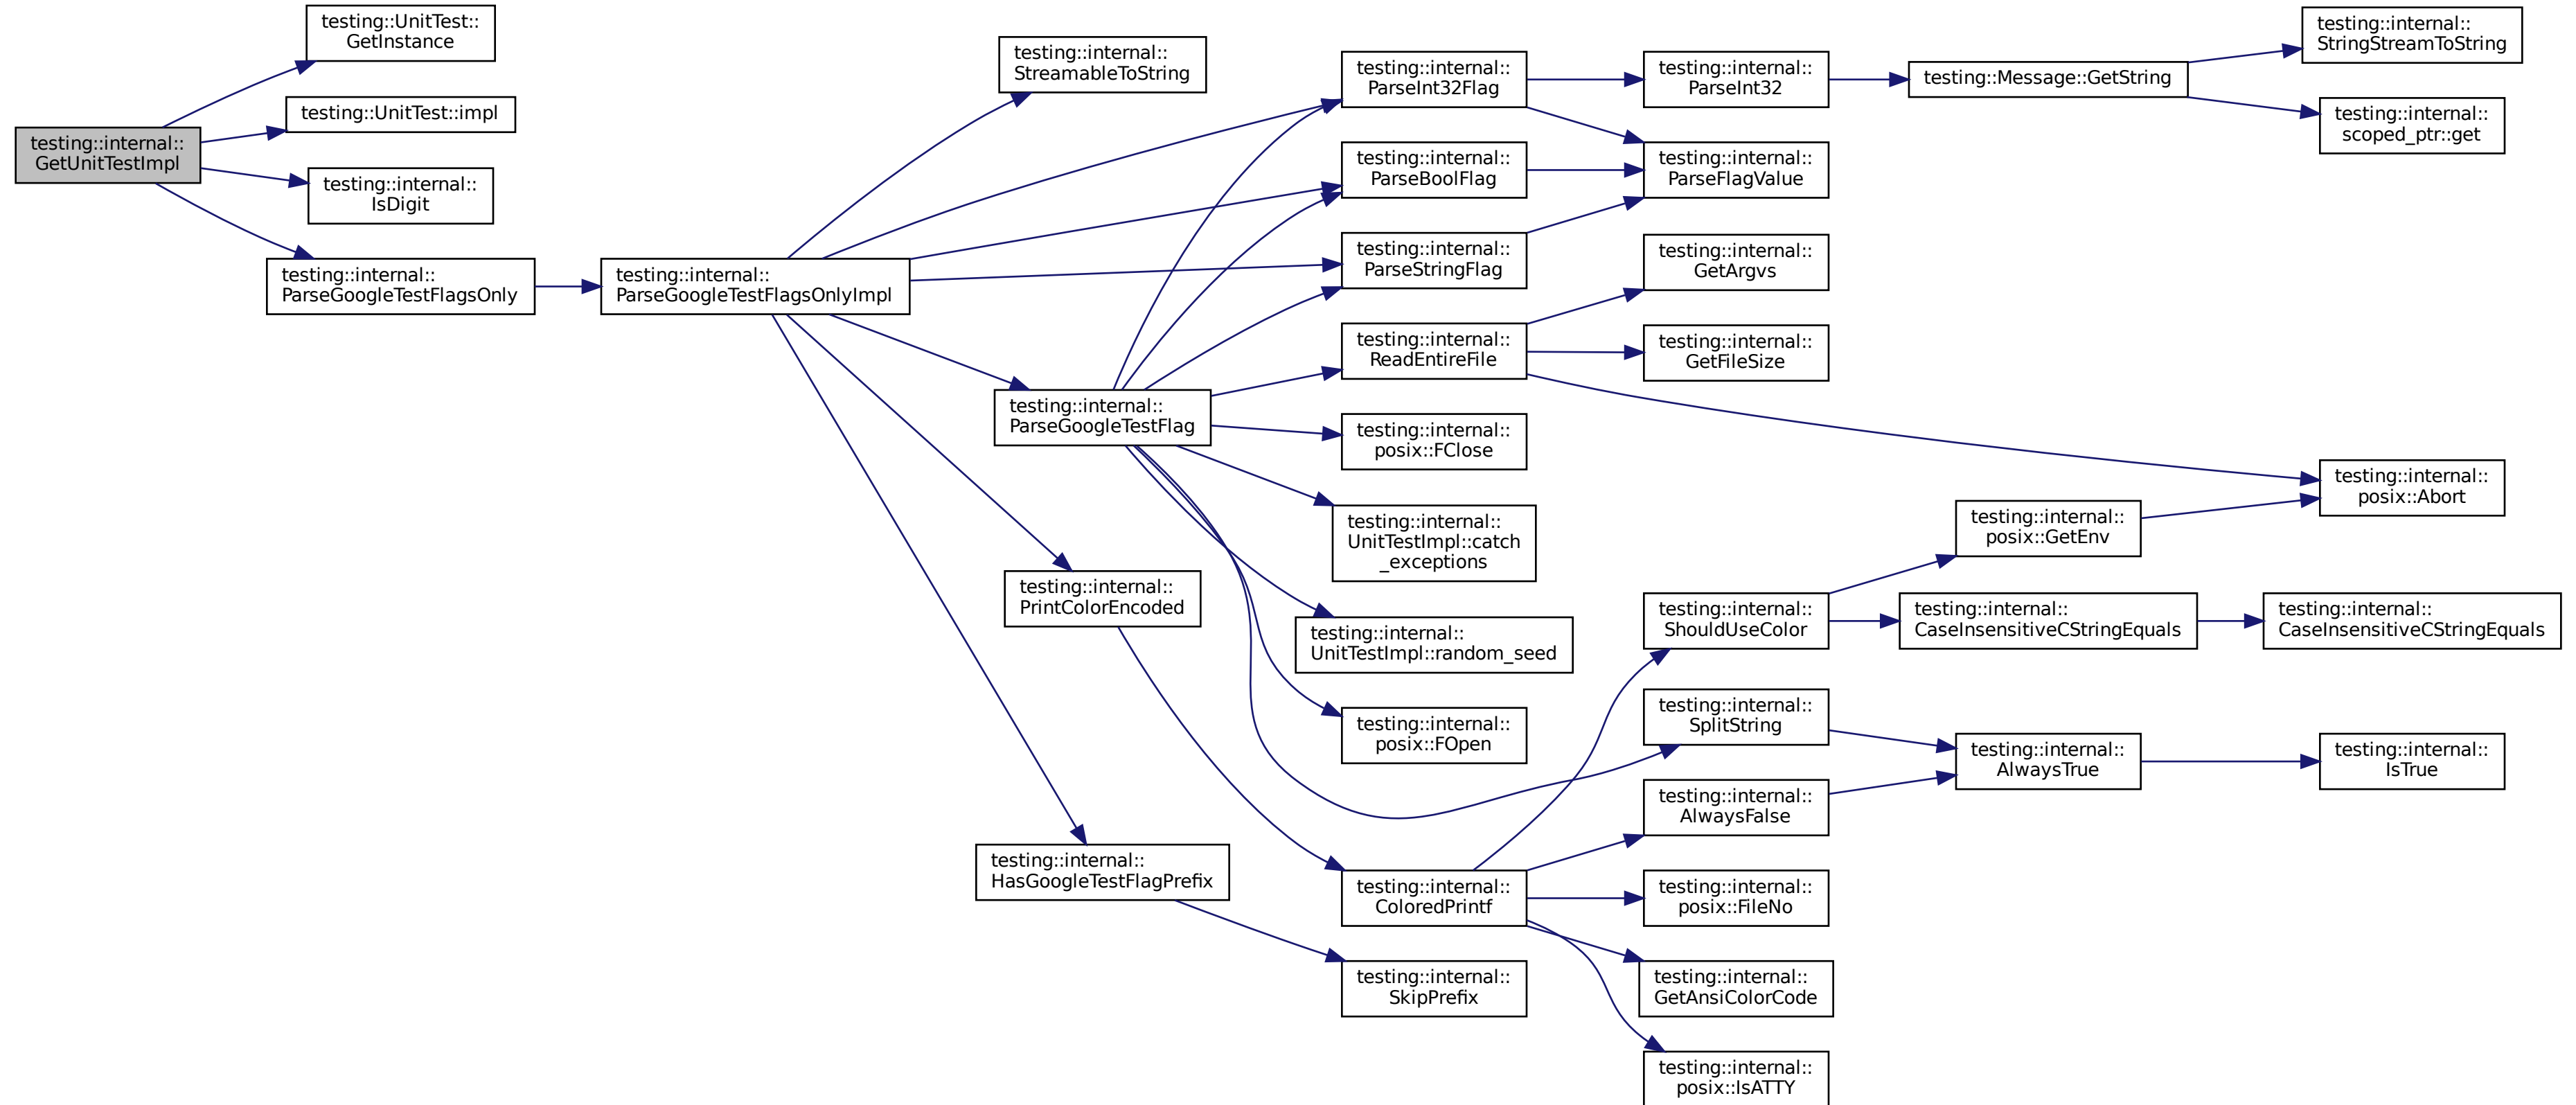 testing::internal::
GetUnitTestImpl
testing::UnitTest::
GetInstance
testing::UnitTest::impl
testing::internal::
IsDigit
testing::internal::
ParseGoogleTestFlagsOnly
testing::internal::
ParseGoogleTestFlagsOnlyImpl
testing::internal::
StreamableToString
testing::internal::
ParseGoogleTestFlag
testing::internal::
PrintColorEncoded
testing::internal::
HasGoogleTestFlagPrefix
testing::internal::
ParseInt32Flag
testing::internal::
ParseBoolFlag
testing::internal::
ParseStringFlag
testing::internal::
ReadEntireFile
testing::internal::
posix::FClose
testing::internal::
UnitTestImpl::catch
_exceptions
testing::internal::
UnitTestImpl::random_seed
testing::internal::
posix::FOpen
testing::internal::
ColoredPrintf
testing::internal::
SkipPrefix
testing::internal::
ParseInt32
testing::internal::
ParseFlagValue
testing::internal::
GetArgvs
testing::internal::
GetFileSize
testing::internal::
ShouldUseColor
testing::internal::
SplitString
testing::internal::
AlwaysFalse
testing::internal::
posix::FileNo
testing::internal::
GetAnsiColorCode
testing::internal::
posix::IsATTY
testing::Message::GetString
testing::internal::
posix::GetEnv
testing::internal::
CaseInsensitiveCStringEquals
testing::internal::
AlwaysTrue
testing::internal::
StringStreamToString
testing::internal::
scoped_ptr::get
testing::internal::
posix::Abort
testing::internal::
CaseInsensitiveCStringEquals
testing::internal::
IsTrue